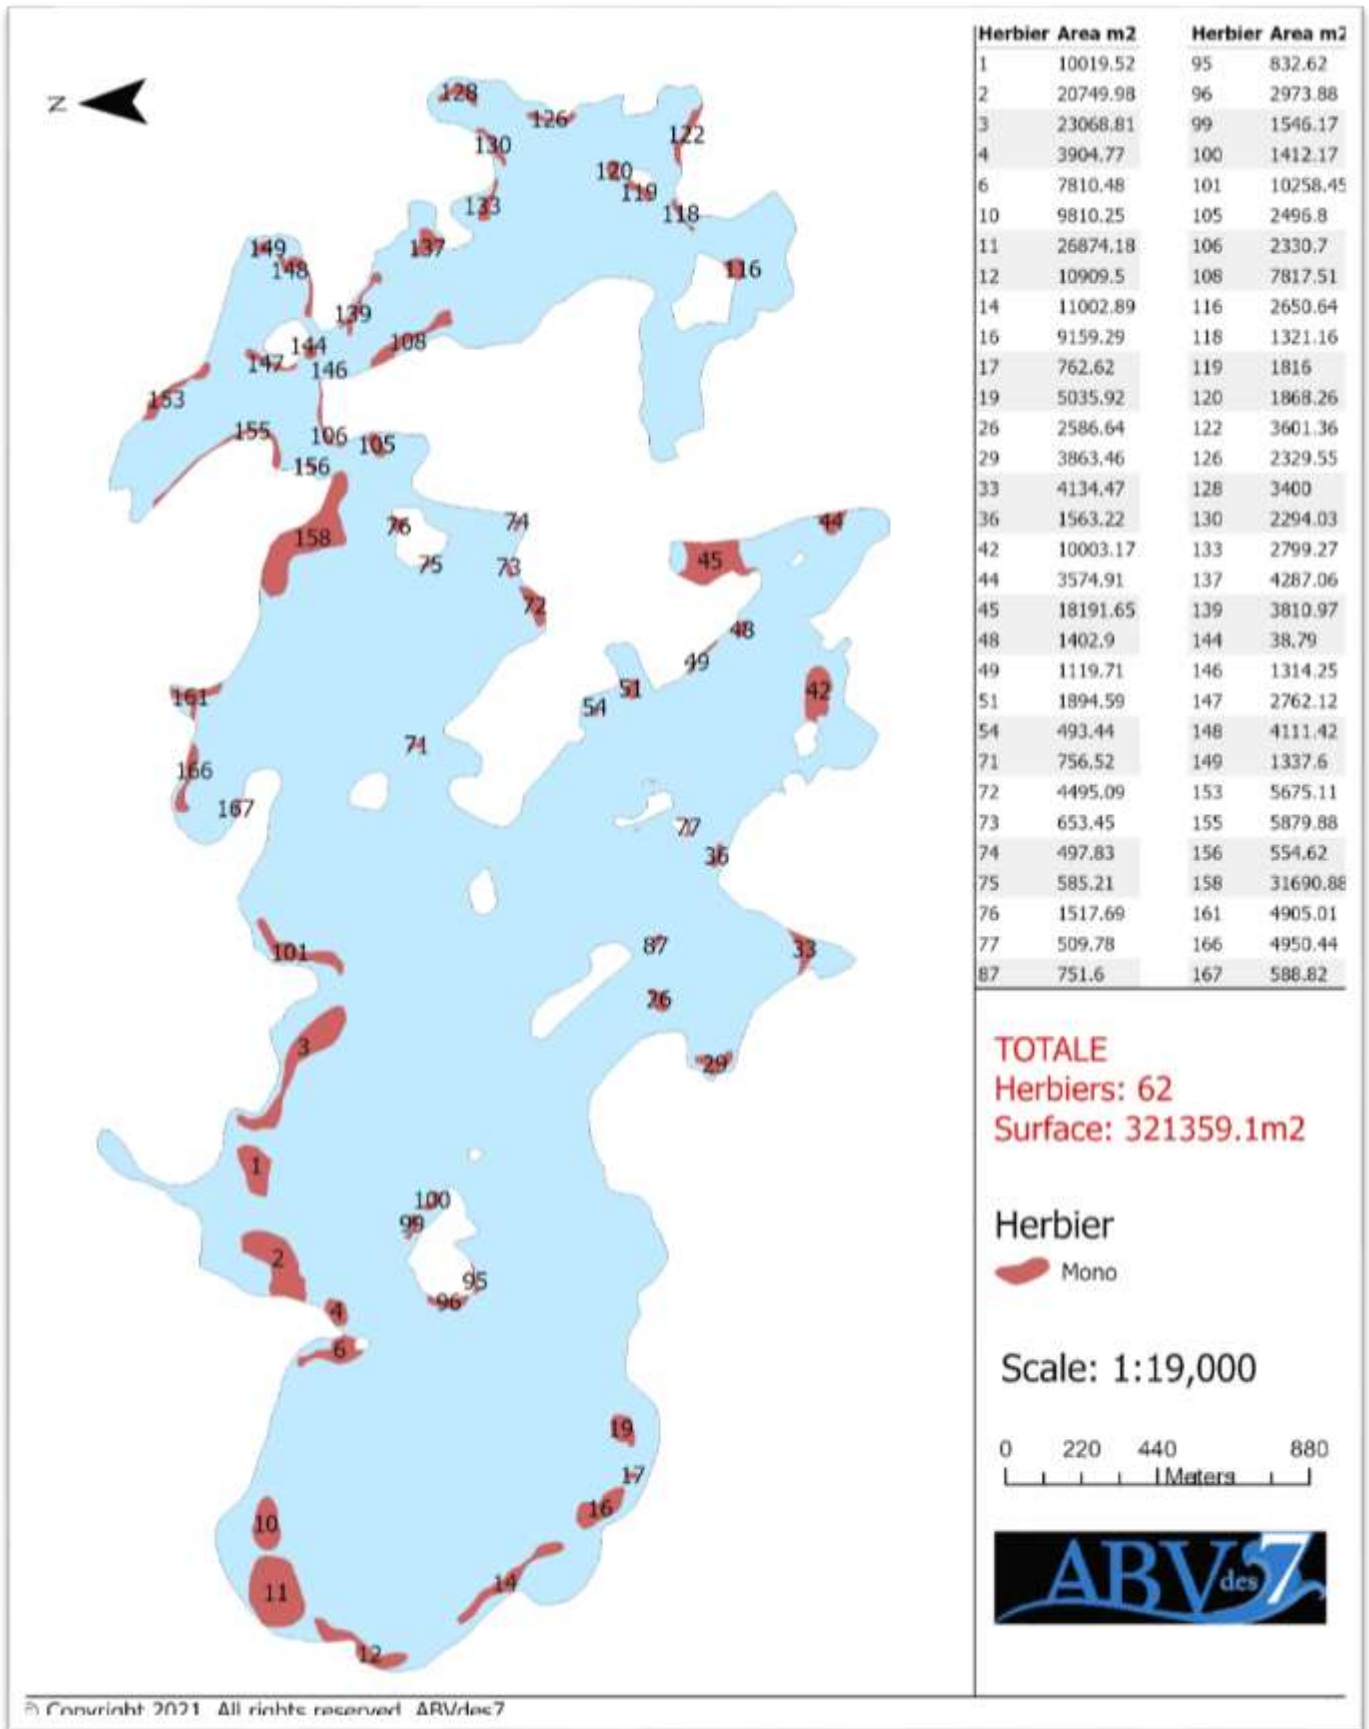 Herbier Area m2 Herbier Area m2
1 10019.52 95 832.62
2 20749.98 96 2973.88
3 23068.81 99 1546.17
4 3904.77 100 1412.17
6 7810.48 101 10258.45
10 9810.25 105 2496.8
11 26874.18 106 2330.7
12 10909.5 108 7817.51
14 11002.89 116 2650.64
16 9159.29 118 1321.16
17 762.62 119 1816
19 5035.92 120 1868.26
26 2586.64 122 3601.36
29 3863.46 126 2329.55
33 4134.47 128 3400
36 1563.22 130 2294.03
42 10003.17 133 2799.27
44 3574.91 137 4287.06
45 18191.65 139 3810.97
48 1402.9 144 38.79
49 1119.71 146 1314.25
51 1894.59 147 2762.12
54 493.44 148 4111.42
71 756.52 149 1337.6
72 4495.09 153 5675.11
73 653.45 155 5879.88
74 497.83 156 554.62
75 585.21 158 31690.88
76 1517.69 161 4905.01
77 509.78 166 4950.44
87 751.6 167 588.82
N
128
126
130
122
120
119
133
118
137
149
148
116
139
144
108
147
146
153
155
106
105
156
76
74
44
158
75
73
45
72
48
49
161
51
42
54
71
166
167
77
36
101
87
33
26
3
29
1
100
99
2
95
96
4
6
19
17
16
10
14
11
12
TOTALE
Herbiers: 62
Surface: 321359.1m2
Herbier
Mono
Scale: 1:19,000
0 220 440 880
Meters
ABV des 7
© Copyright 2021 All rights reserved ABVdes7